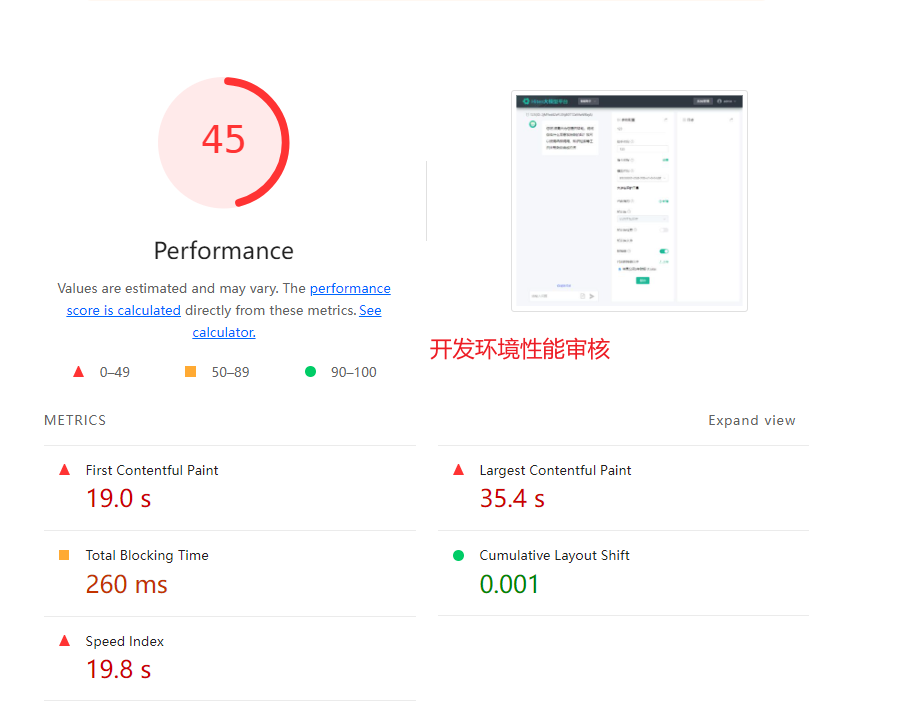 45
Performance
Values are estimated and may vary. The performance
score is calculated directly from these metrics. See
calculator.
0–49
50–89
90–100
开发环境性能审核
METRICS
Expand view
First Contentful Paint
19.0 s
Largest Contentful Paint
35.4 s
Total Blocking Time
260 ms
Cumulative Layout Shift
0.001
Speed Index
19.8 s